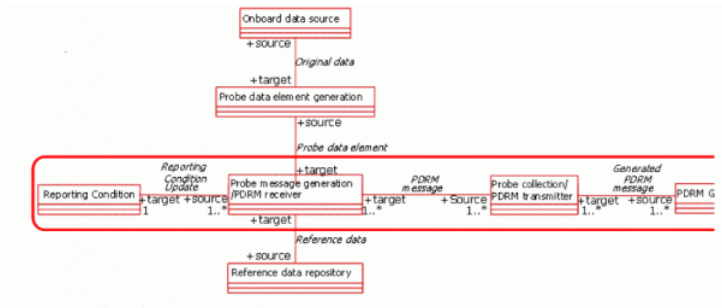 Onboard data source
+source
Original data
+target
Probe data element generation
+source
Probe data element
+target
Reporting
Condition
Update
PDRM
message
Generated
PDRM
message
Reporting Condition
+target +source
1 1..*
Probe message generation
/PDRM receiver
+target +Source
1..* 1..*
Probe collection/
PDRM transmitter
+target +source
1..* 1..*
PDRM G
+target
Reference data
+source
Reference data repository